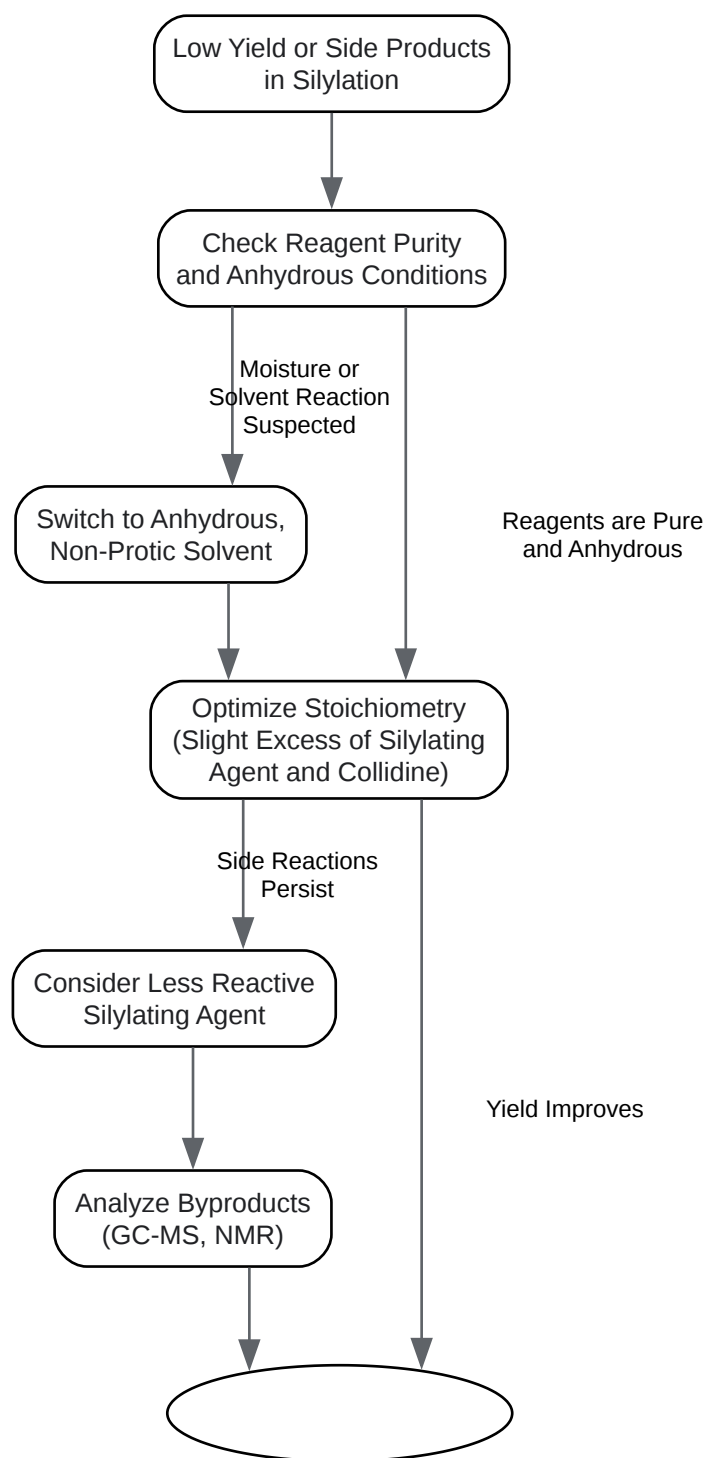 Low Yield or Side Products
in Silylation
Check Reagent Purity
and Anhydrous Conditions
Moisture or
Solvent Reaction
Suspected
Switch to Anhydrous,
Non-Protic Solvent
Reagents are Pure
and Anhydrous
Optimize Stoichiometry
(Slight Excess of Silylating
Agent and Collidine)
Side Reactions
Persist
Consider Less Reactive
Silylating Agent
Yield Improves
Analyze Byproducts
(GC-MS, NMR)